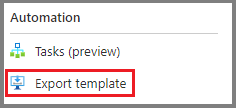 Automation
Tasks (preview)
Export template